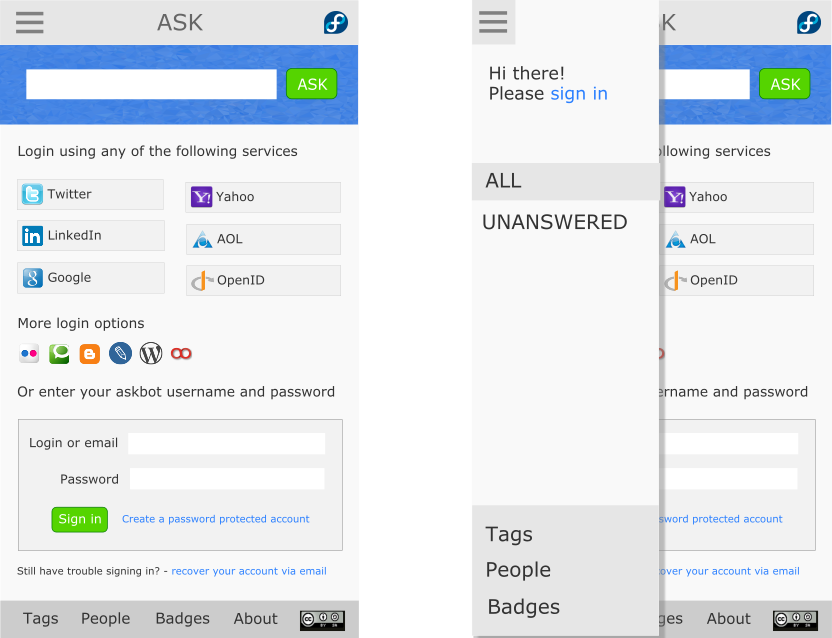 ASK
ASK
Login using any of the following services
Twitter
Yahoo
LinkedIn
AOL
Google
OpenID
More login options
Or enter your askbot username and password
Login or email
Password
Sign in
Create a password protected account
Still have trouble signing in? - recover your account via email
Tags People Badges About
K
Hi there!
Please sign in
ASK
ollowing services
ALL
Yahoo
UNANSWERED
AOL
OpenID
ername and password
sword protected account
Tags
over your account via email
People
Badges
ges About